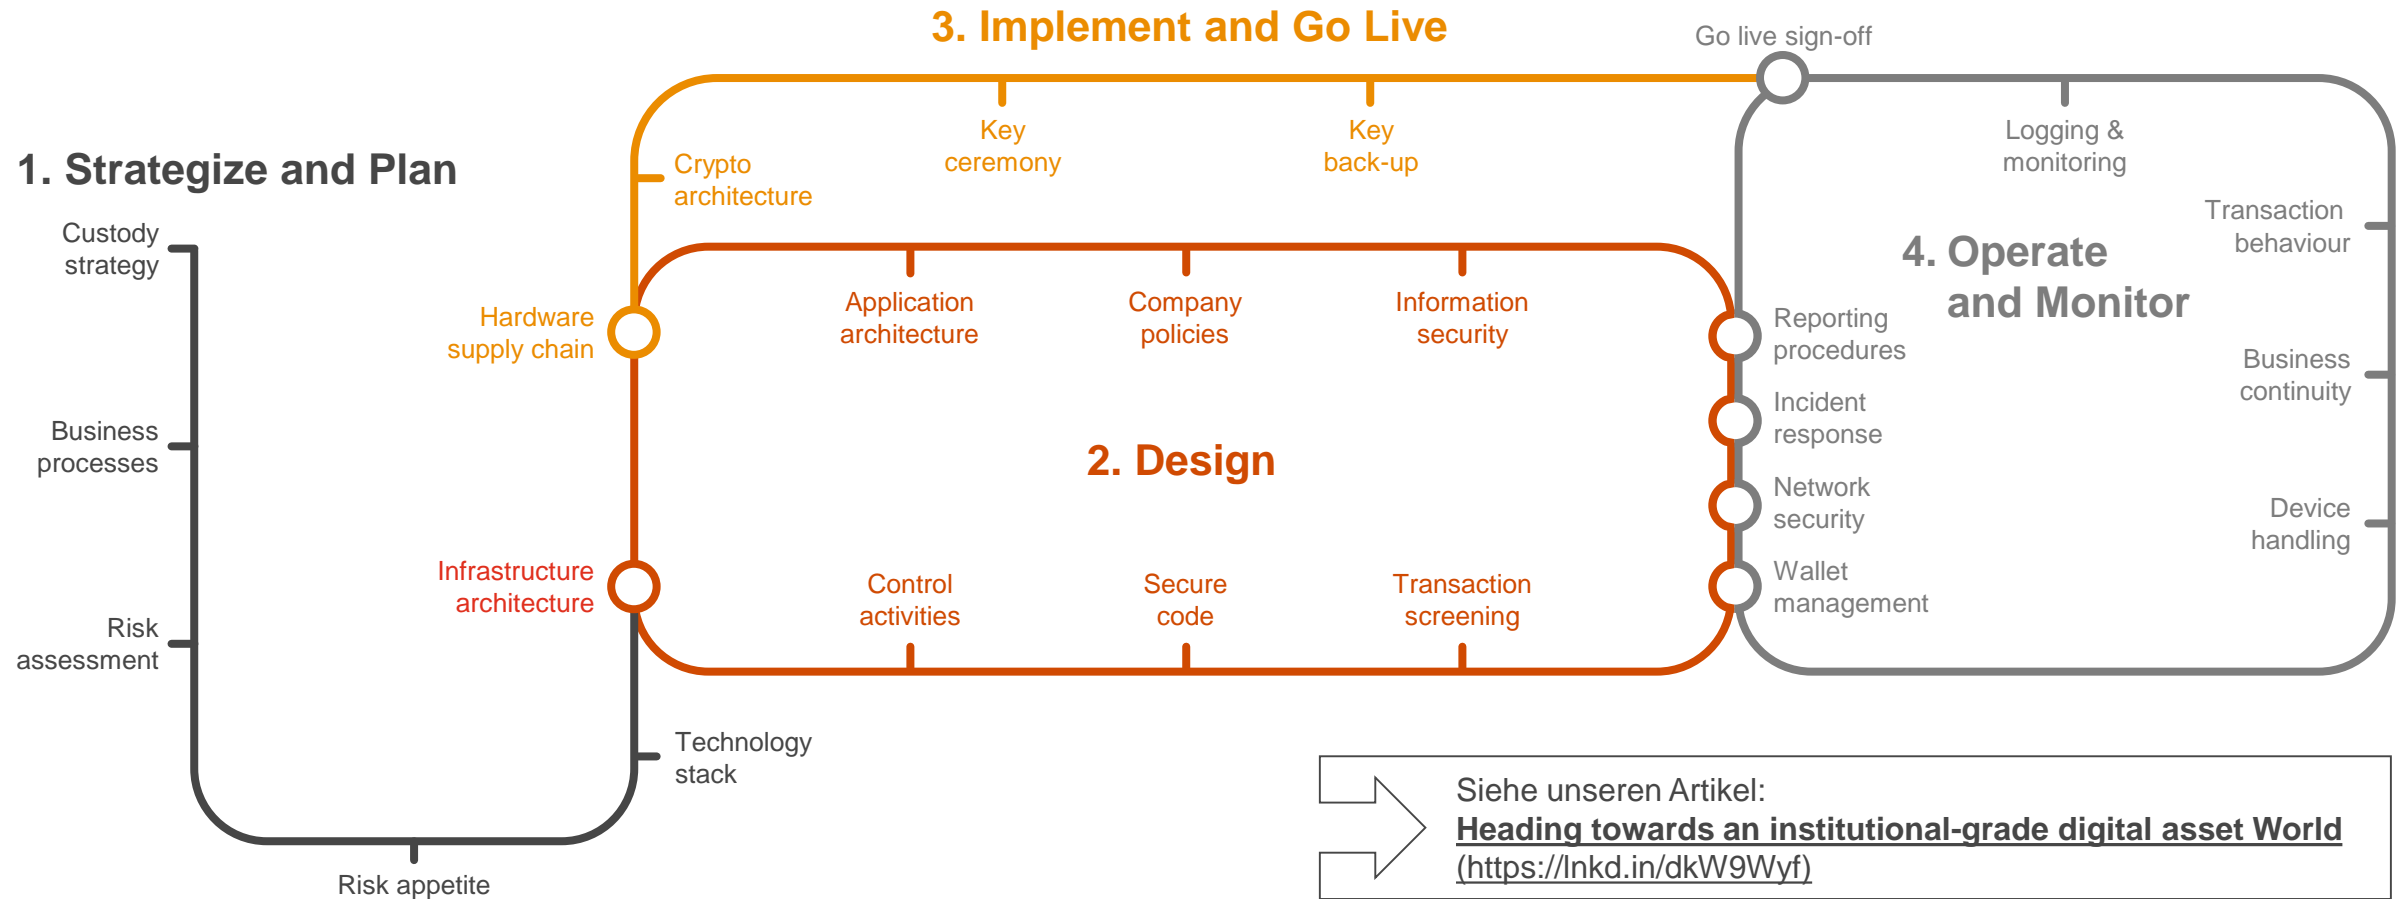 3. Implement and Go Live
Go live sign-off
Key
ceremony
Key
back-up
Logging &
monitoring
1. Strategize and Plan
Crypto
architecture
Transaction
behaviour
Custody
strategy
4. Operate
and Monitor
Hardware
supply chain
Application
architecture
Company
policies
Information
security
Reporting
procedures
Business
continuity
Business
processes
2. Design
Incident
response
Network
security
Device
handling
Infrastructure
architecture
Control
activities
Secure
code
Transaction
screening
Wallet
management
Risk
assessment
Technology
stack
Risk appetite
Siehe unseren Artikel:
Heading towards an institutional-grade digital asset World
(https://lnkd.in/dkW9Wyf)